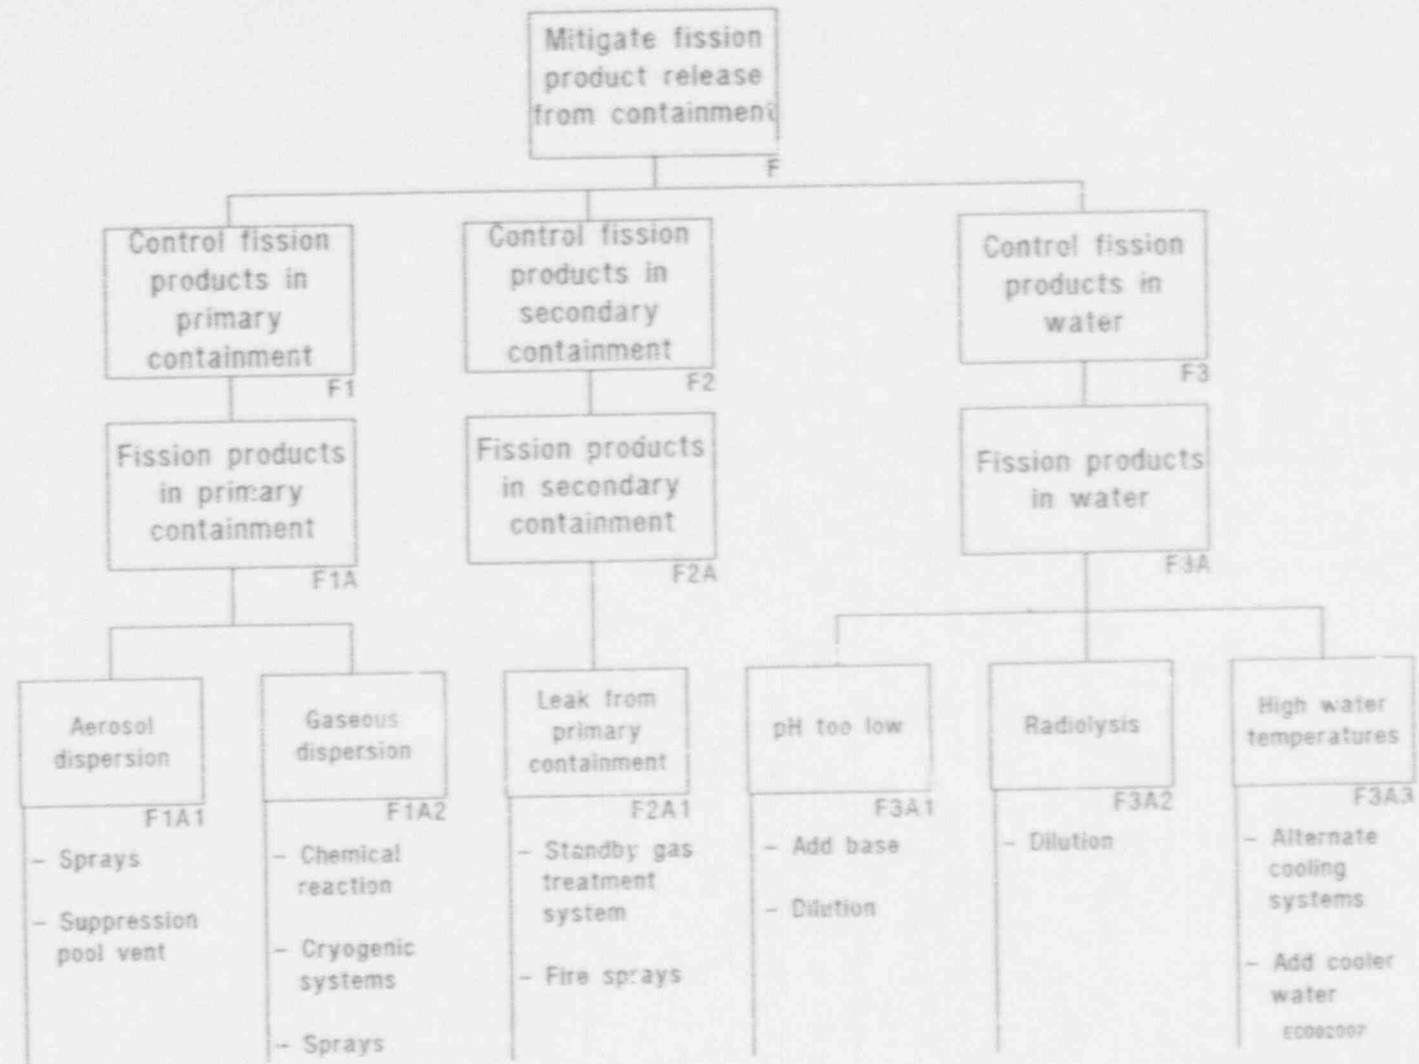 Mitigate fission
product release
from containment
F
Control fission
products in
primary
containment
F1
Control fission
products in
secondary
containment
F2
Control fission
products in
water
F3
Fission products
in primary
containment
F1A
Fission products
in secondary
containment
F2A
Fission products
in water
F3A
Aerosol
dispersion
F1A1
– Sprays
– Suppression
pool vent
Gaseous
dispersion
F1A2
– Chemical
reaction
– Cryogenic
systems
– Sprays
Leak from
primary
containment
F2A1
– Standby gas
treatment
system
– Fire sprays
pH too low
F3A1
– Add base
– Dilution
Radiolysis
F3A2
– Dilution
High water
temperatures
F3A3
– Alternate
cooling
systems
– Add cooler
water